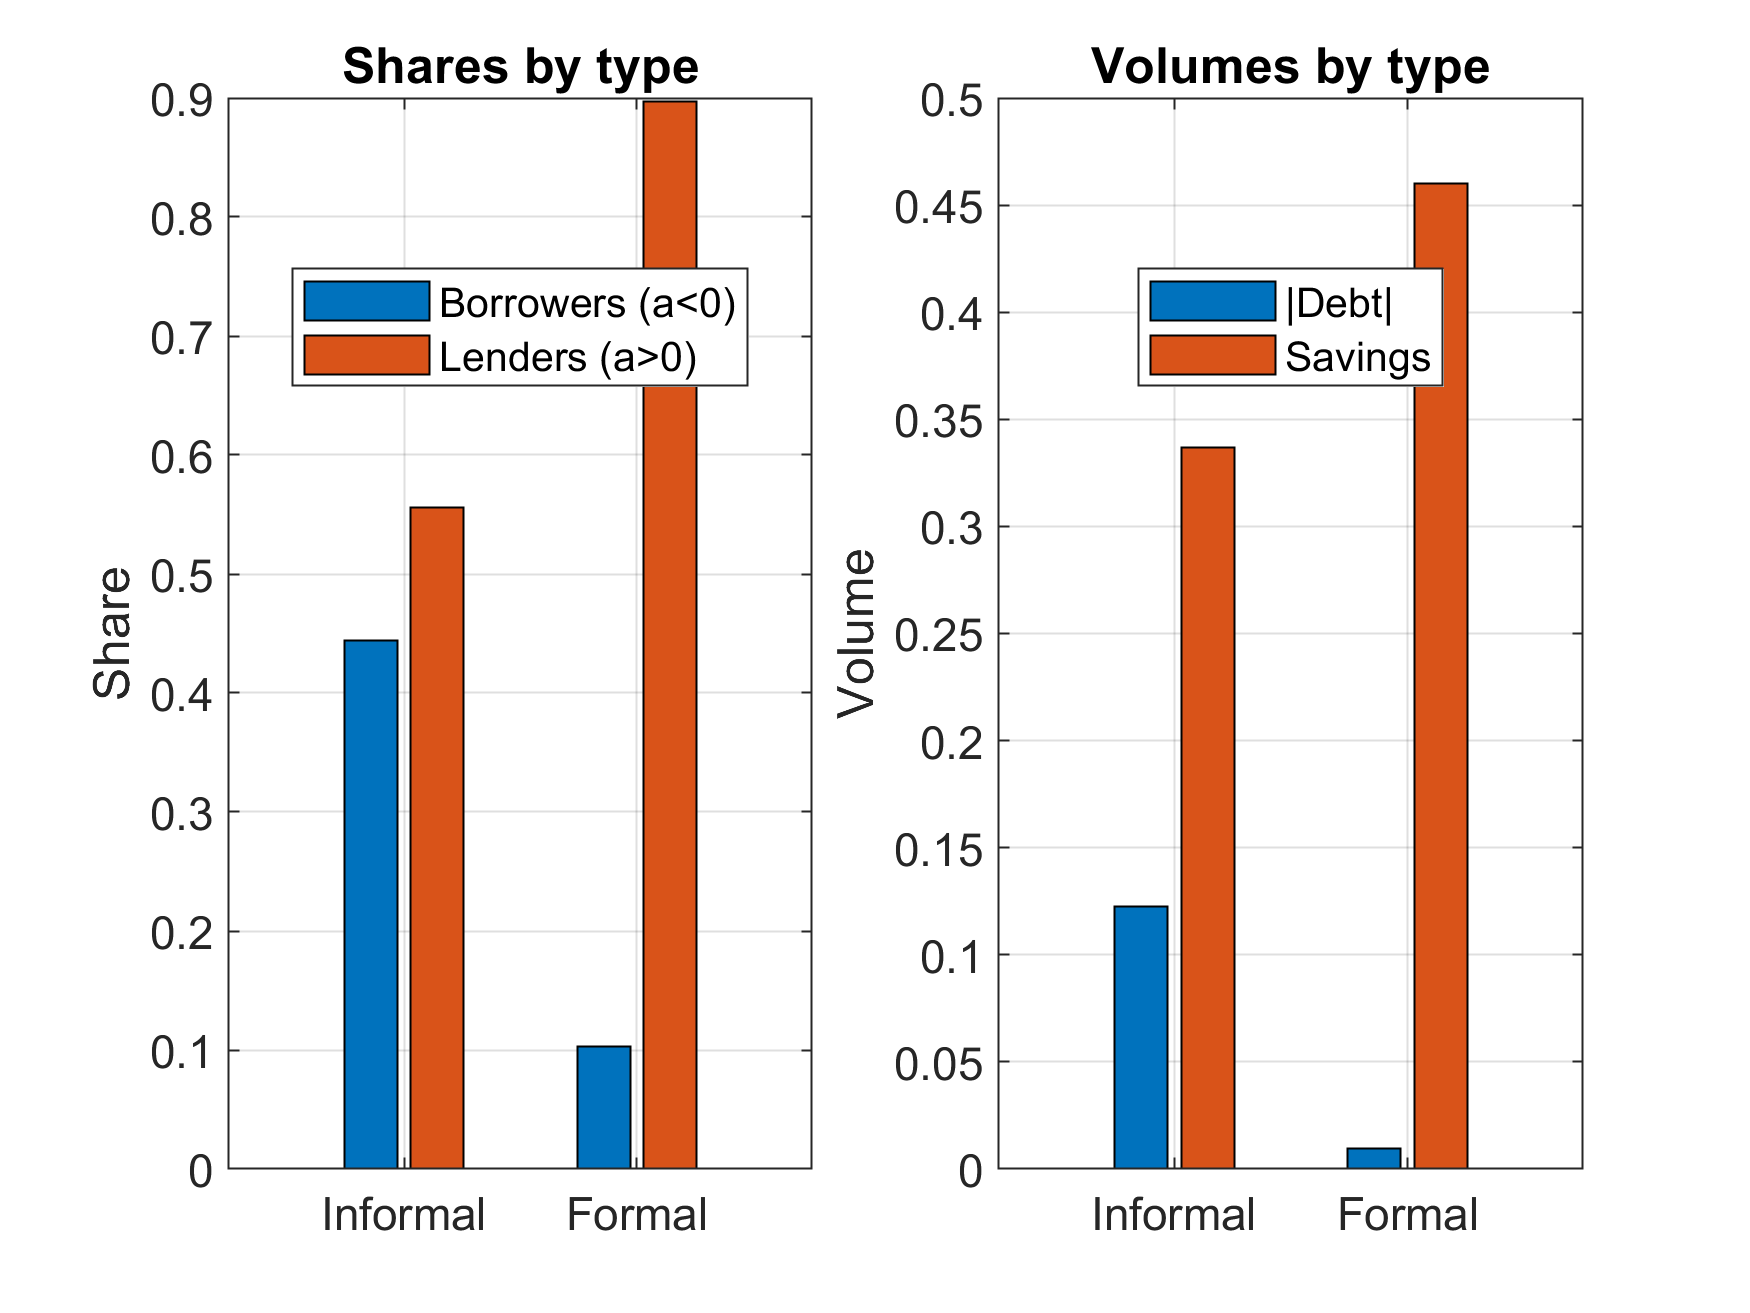 Shares by type
0.9
0.8
0.7
0.6
0.5
0.4
0.3
0.2
0.1
0
Share
Borrowers (a<0)
Lenders (a>0)
Informal Formal
Volumes by type
0.5
0.45
0.4
0.35
0.3
0.25
0.2
0.15
0.1
0.05
0
Volume
|Debt|
Savings
Informal Formal